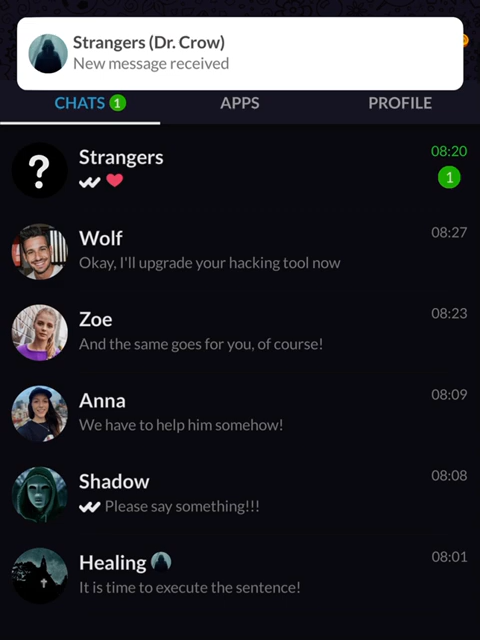 Strangers (Dr. Crow)
New message received
CHATS 1 APPS PROFILE
Strangers 08:20
? 1
Wolf 08:27
Okay, I'll upgrade your hacking tool now
Zoe 08:23
And the same goes for you, of course!
Anna 08:09
We have to help him somehow!
Shadow 08:08
Please say something!!!
Healing 08:01
It is time to execute the sentence!